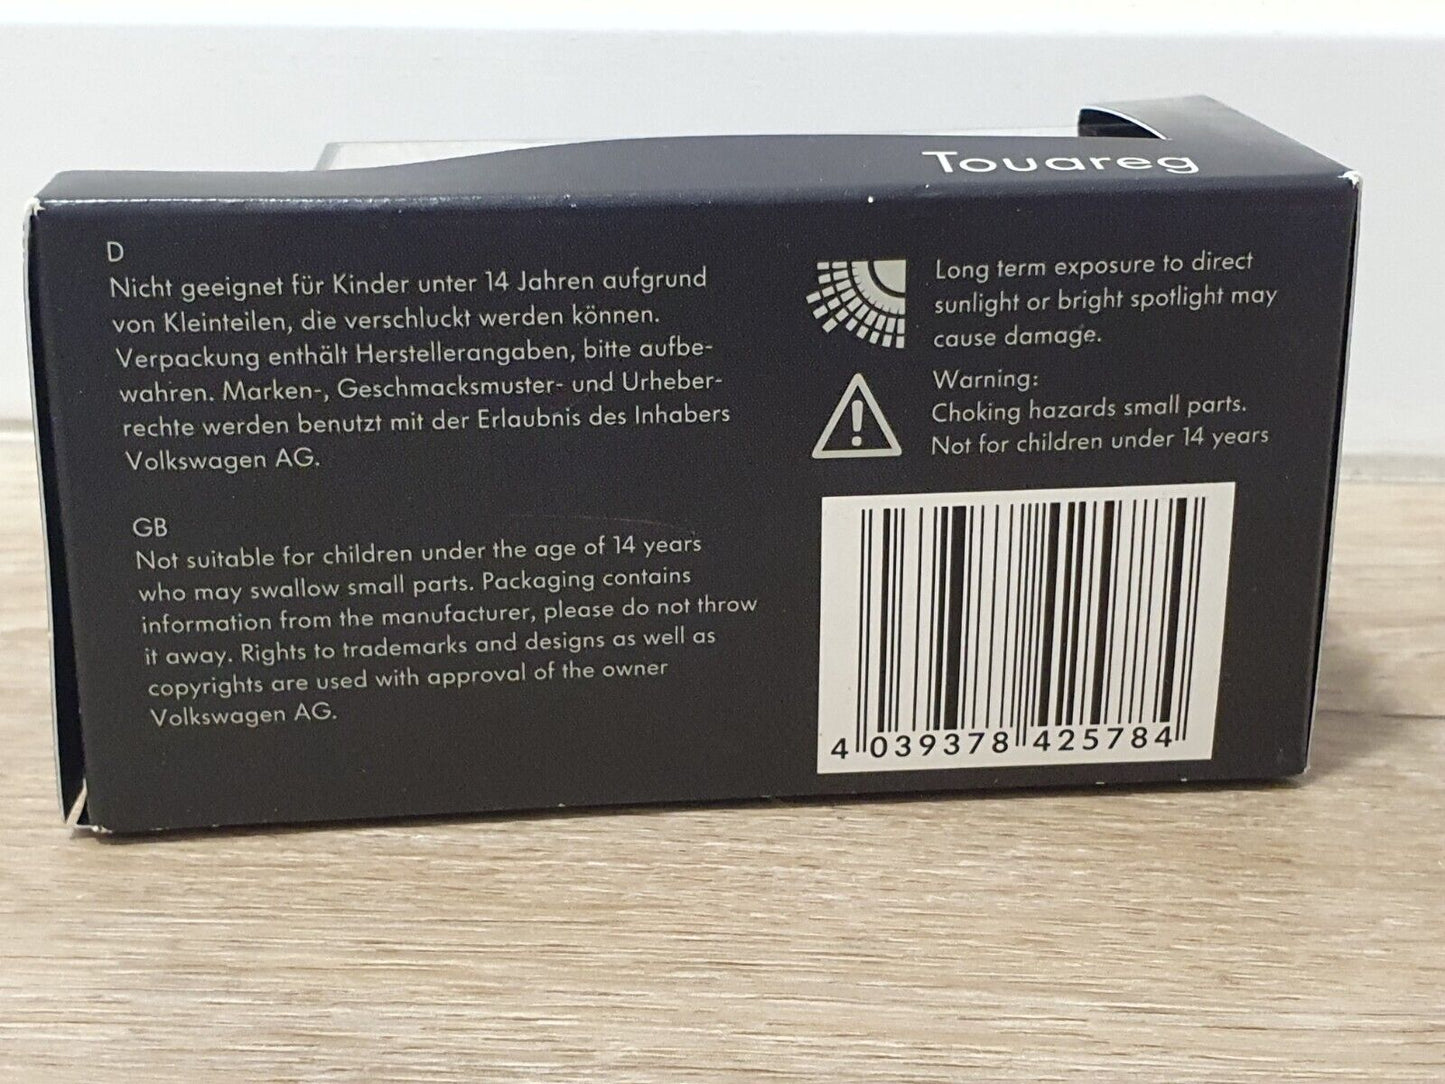 Touareg
D
Nicht geeignet für Kinder unter 14 Jahren aufgrund
von Kleinteilen, die verschluckt werden können.
Verpackung enthält Herstellerangaben, bitte aufbe-
wahren. Marken-, Geschmacksmuster- und Urheber-
rechte werden benutzt mit der Erlaubnis des Inhabers
Volkswagen AG.
GB
Not suitable for children under the age of 14 years
who may swallow small parts. Packaging contains
information from the manufacturer, please do not throw
it away. Rights to trademarks and designs as well as
copyrights are used with approval of the owner
Volkswagen AG.
Long term exposure to direct
sunlight or bright spotlight may
cause damage.
Warning:
Choking hazards small parts.
Not for children under 14 years
4 039378 425784